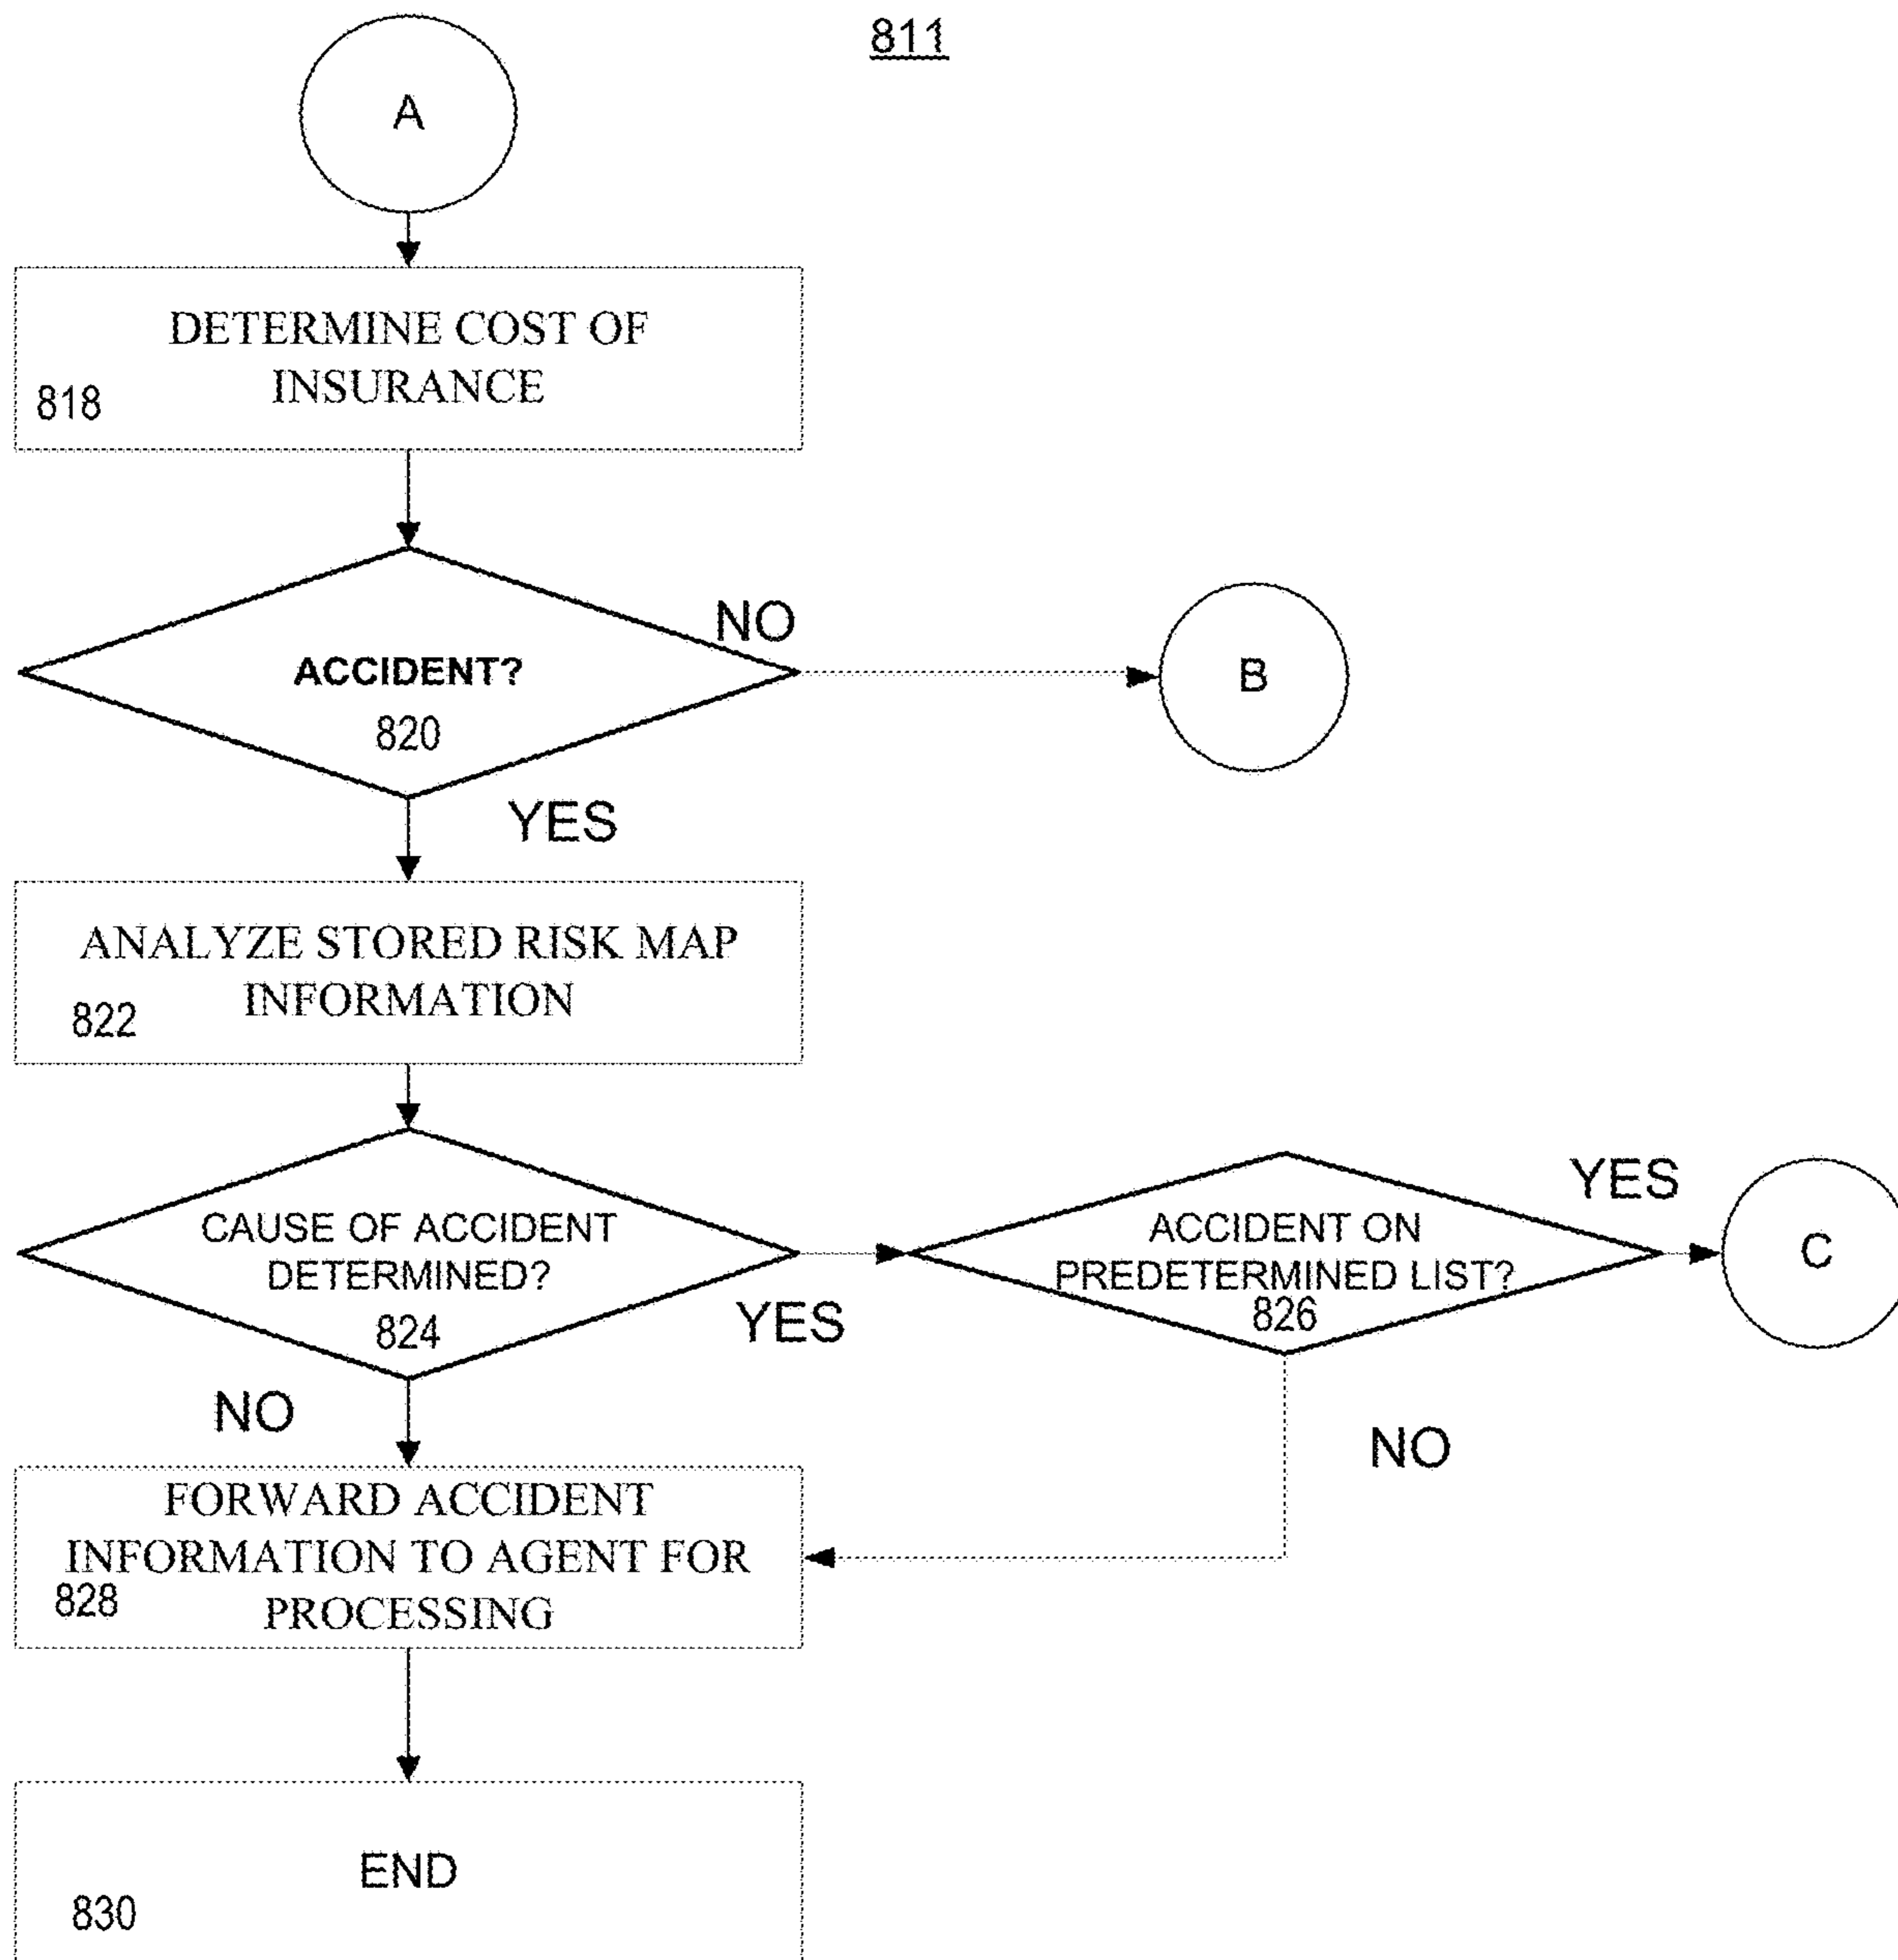 811
A
DETERMINE COST OF
INSURANCE
818
ACCIDENT?
820
NO
B
YES
ANALYZE STORED RISK MAP
INFORMATION
822
CAUSE OF ACCIDENT
DETERMINED?
824
YES
ACCIDENT ON
PREDETERMINED LIST?
826
YES
C
NO
NO
FORWARD ACCIDENT
INFORMATION TO AGENT FOR
PROCESSING
828
END
830